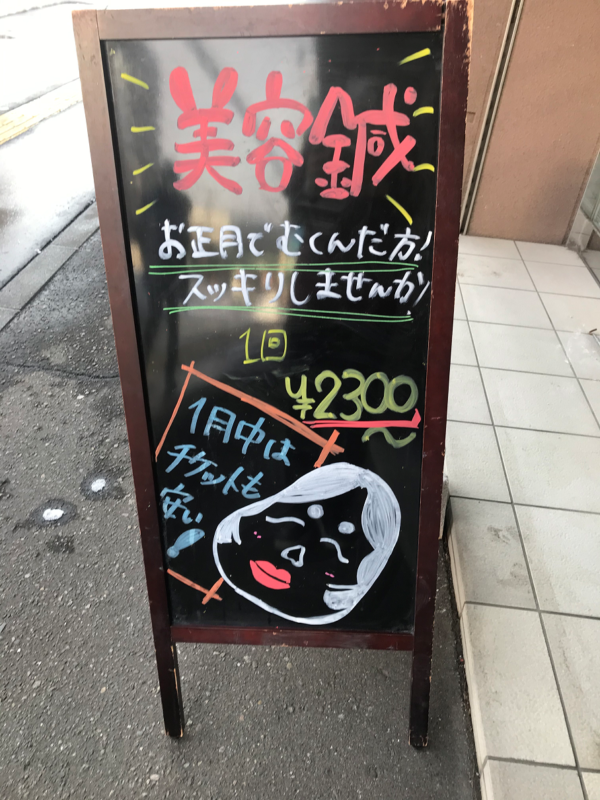 美容鍼
お正月でむくんだ方!
スッキリしませんか
1回
¥2300〜
1月中は
チケットも
安い!